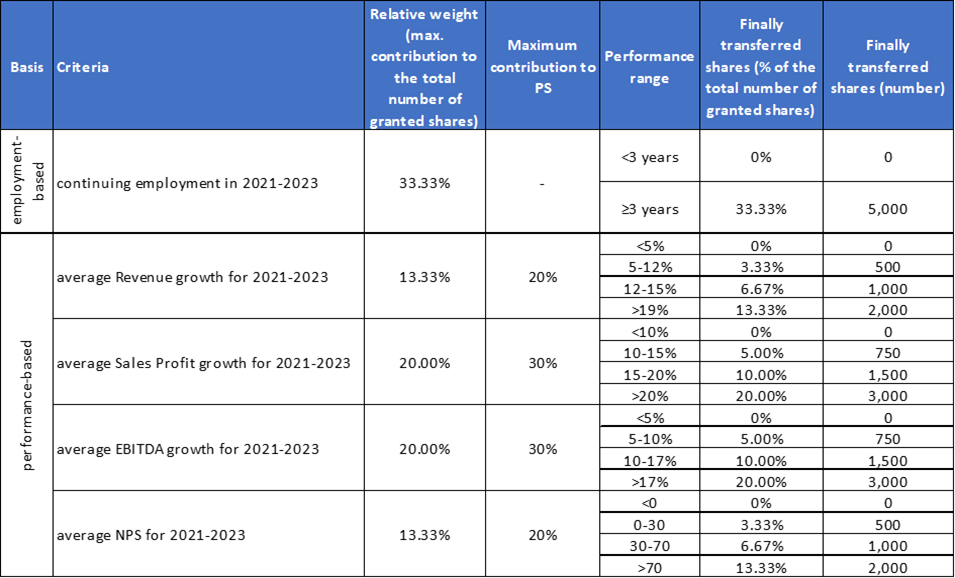 Basis
Criteria
Relative weight
(max.
contribution to
the total
number of
granted shares)
Maximum
contribution to
PS
Performance
range
Finally
transferred
shares (% of the
total number of
granted shares)
Finally
transferred
shares (number)
employment-
based
continuing employment in 2021-2023
33.33%
-
<3 years
0%
0
≥3 years
33.33%
5,000
performance-based
average Revenue growth for 2021-2023
13.33%
20%
<5%
0%
0
5-12%
3.33%
500
12-15%
6.67%
1,000
>19%
13.33%
2,000
average Sales Profit growth for 2021-2023
20.00%
30%
<10%
0%
0
10-15%
5.00%
750
15-20%
10.00%
1,500
>20%
20.00%
3,000
average EBITDA growth for 2021-2023
20.00%
30%
<5%
0%
0
5-10%
5.00%
750
10-17%
10.00%
1,500
>17%
20.00%
3,000
average NPS for 2021-2023
13.33%
20%
<0
0%
0
0-30
3.33%
500
30-70
6.67%
1,000
>70
13.33%
2,000